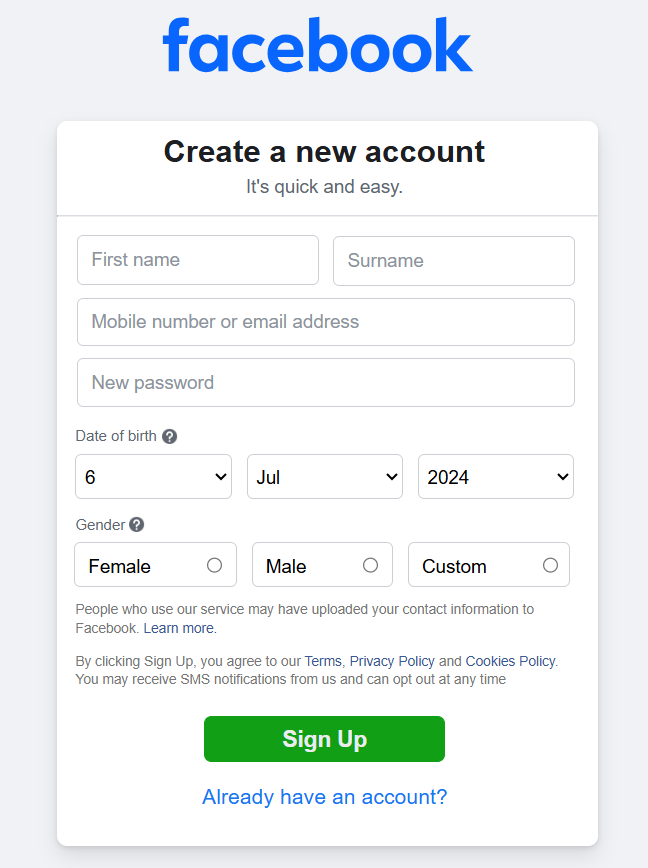 facebook
Create a new account
It's quick and easy.
First name
Surname
Mobile number or email address
New password
Date of birth ?
6
Jul
2024
Gender ?
Female
Male
Custom
People who use our service may have uploaded your contact information to
Facebook. Learn more.
By clicking Sign Up, you agree to our Terms, Privacy Policy and Cookies Policy.
You may receive SMS notifications from us and can opt out at any time
Sign Up
Already have an account?